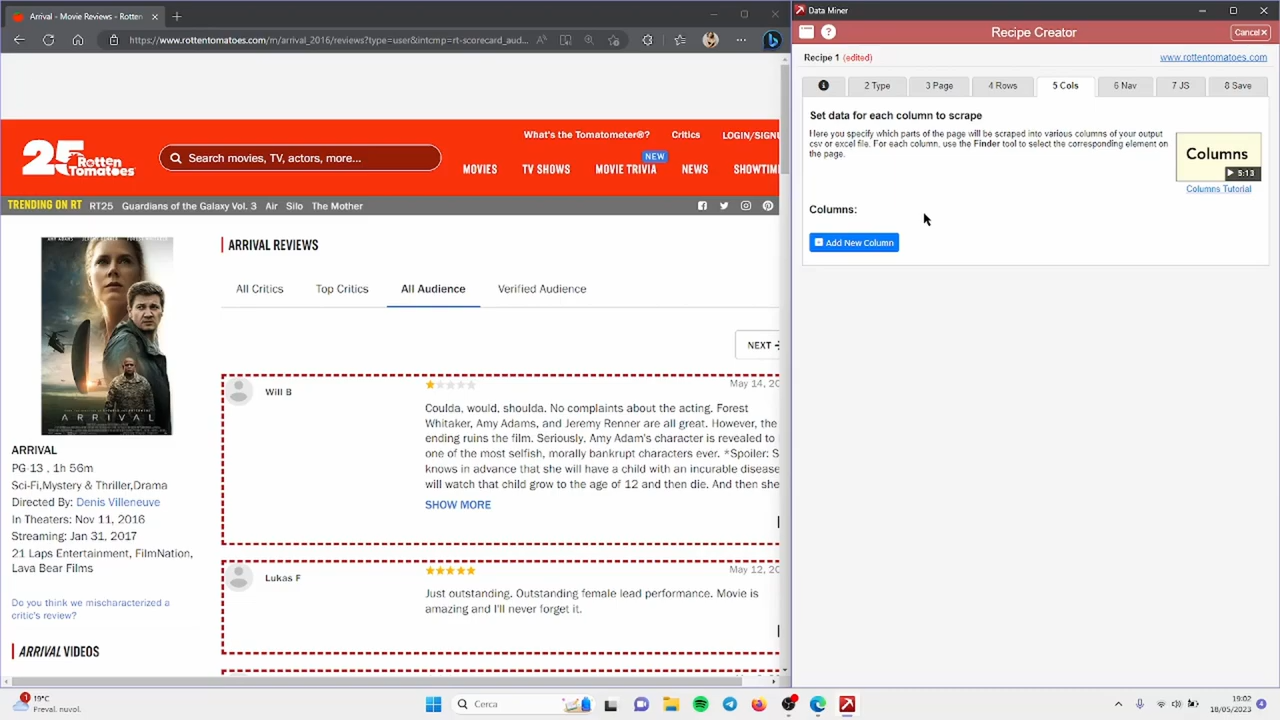 Arrival - Movie Reviews - Rotten
https://www.rottentomatoes.com/m/arrival_2016/reviews?type=user&intcmp=rt-scorecard_aud...
What's the Tomatometer®?
Critics
LOGIN/SIGNU
25
Rotten
Tomatoes
Search movies, TV, actors, more...
MOVIES
TV SHOWS
NEW
MOVIE TRIVIA
NEWS
SHOWTIM
TRENDING ON RT
RT25
Guardians of the Galaxy Vol. 3
Air
Silo
The Mother
ARRIVAL REVIEWS
All Critics
Top Critics
All Audience
Verified Audience
NEXT
AMY ADAMS
JEREMY RENNER
ARRIVAL
ARRIVAL
PG-13 , 1h 56m
Sci-Fi,Mystery & Thriller,Drama
Directed By: Denis Villeneuve
In Theaters: Nov 11, 2016
Streaming: Jan 31, 2017
21 Laps Entertainment, FilmNation,
Lava Bear Films
Do you think we mischaracterized a
critic's review?
ARRIVAL VIDEOS
Will B
May 14, 20
Coulda, would, shoulda. No complaints about the acting. Forest
Whitaker, Amy Adams, and Jeremy Renner are all great. However, the
ending ruins the film. Seriously. Amy Adam's character is revealed to
one of the most selfish, morally bankrupt characters ever. *Spoiler: S
knows in advance that she will have a child with an incurable disease
will watch that child grow to the age of 12 and then die. And then she
SHOW MORE
Lukas F
May 12, 20
Just outstanding. Outstanding female lead performance. Movie is
amazing and I'll never forget it.
Data Miner
Recipe Creator
Cancel
Recipe 1 (edited)
www.rottentomatoes.com
2 Type
3 Page
4 Rows
5 Cols
6 Nav
7 JS
8 Save
Set data for each column to scrape
Here you specify which parts of the page will be scraped into various columns of your output
csv or excel file. For each column, use the Finder tool to select the corresponding element on
the page.
Columns
5:13
Columns Tutorial
Columns:
Add New Column
19°C
Preval. nuvol.
Cerca
19:02
18/05/2023